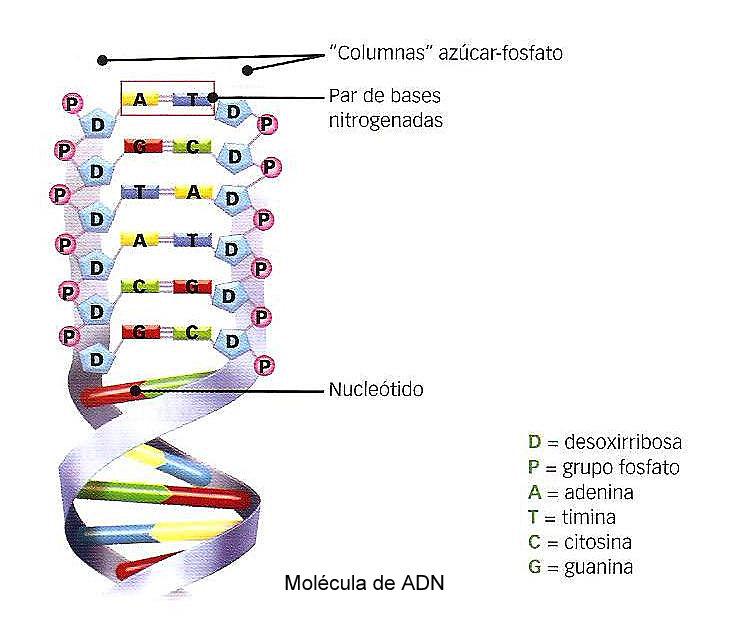 “Columnas” azúcar-fosfato
P A T D P
D
Par de bases
nitrogenadas
P G C D P
D
P T A D P
D
P A T D P
D
P C G D P
D
P G C D P
D
Nucleótido
D = desoxirribosa
P = grupo fosfato
A = adenina
T = timina
C = citosina
G = guanina
Molécula de ADN